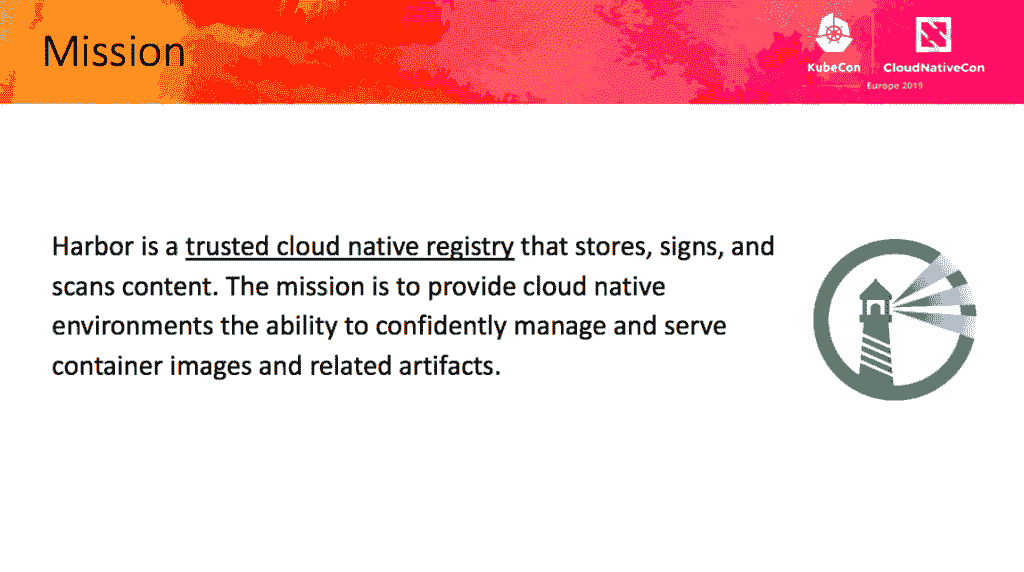 Mission
KubeCon
CloudNativeCon
Europe 2019
Harbor is a trusted cloud native registry that stores, signs, and
scans content. The mission is to provide cloud native
environments the ability to confidently manage and serve
container images and related artifacts.